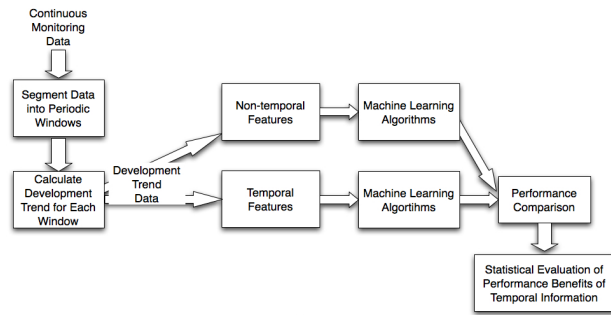 Continuous
Monitoring
Data
Segment Data
into Periodic
Windows
Calculate
Development
Trend for Each
Window
Development
Trend
Data
Non-temporal
Features
Machine Learning
Algorithms
Temporal
Features
Machine Learning
Algortihms
Performance
Comparison
Statistical Evaluation of
Performance Benefits of
Temporal Information